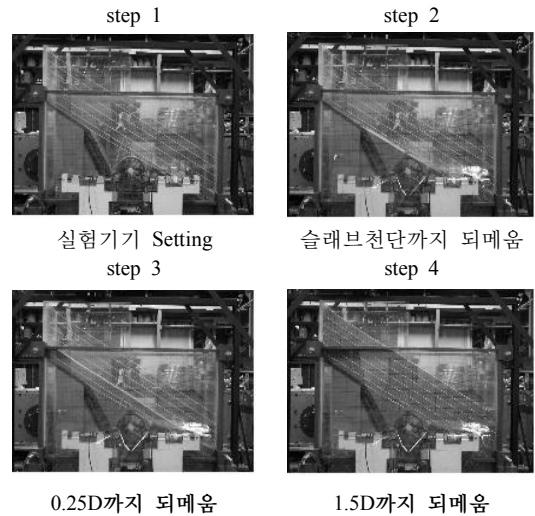 step 1
step 2
실험기기 Setting
슬래브천단까지 되메움
step 3
step 4
0.25D까지 되메움
1.5D까지 되메움